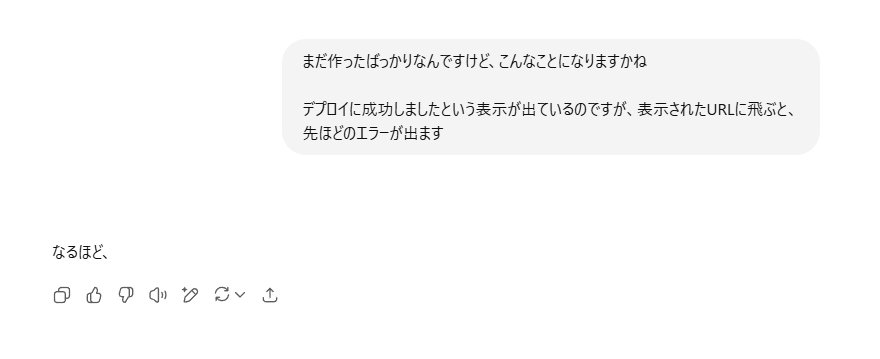 まだ作ったばっかりなんですけど、こんなことになりますかね
デプロイに成功しましたという表示が出ているのですが、表示されたURLに飛ぶと、
先ほどのエラーが出ます
なるほど、